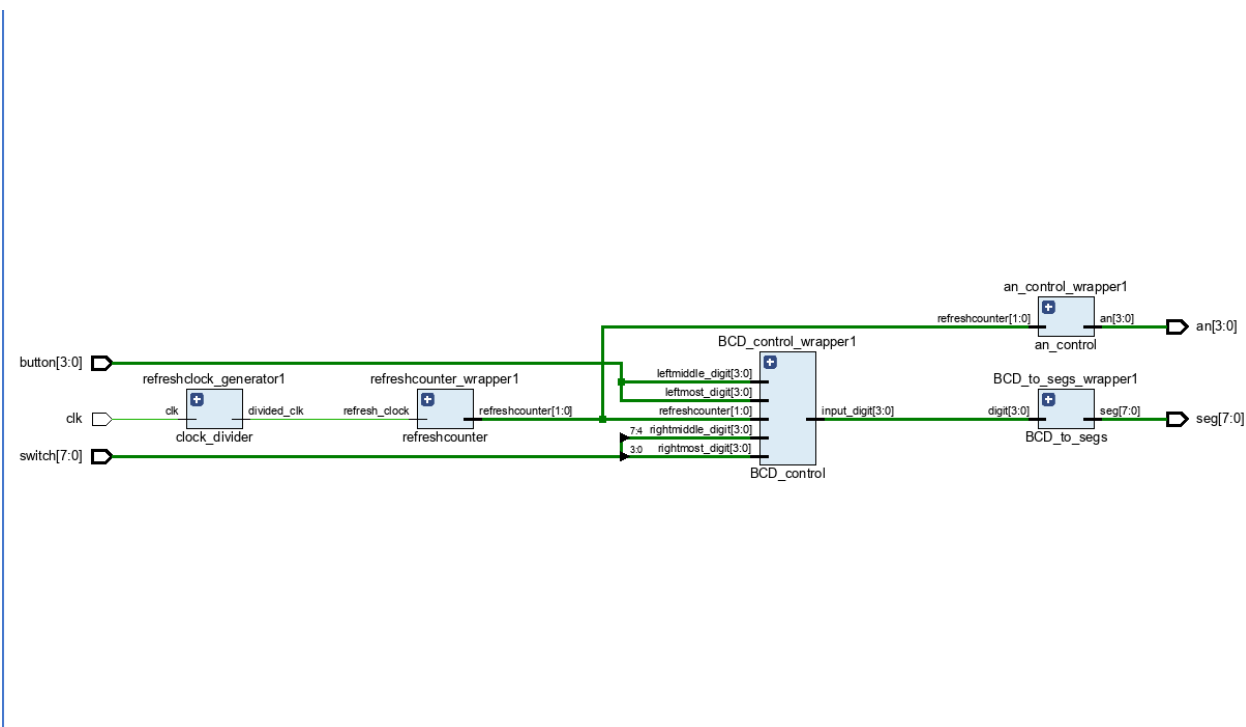 an_control_wrapper1
refreshcounter[1:0]
an[3:0]
an[3:0]
an_control
BCD_control_wrapper1
button[3:0]
leftmiddle_digit[3:0]
refreshclock_generator1
refreshcounter_wrapper1
BCD_to_segs_wrapper1
leftmost_digit[3:0]
clk
clk
divided_clk
refresh_clock
refreshcounter[1:0]
refreshcounter[1:0]
input_digit[3:0]
digit[3:0]
seg[7:0]
seg[7:0]
clock_divider
refreshcounter
7:4
rightmiddle_digit[3:0]
BCD_to_segs
switch[7:0]
3:0
rightmost_digit[3:0]
BCD_control